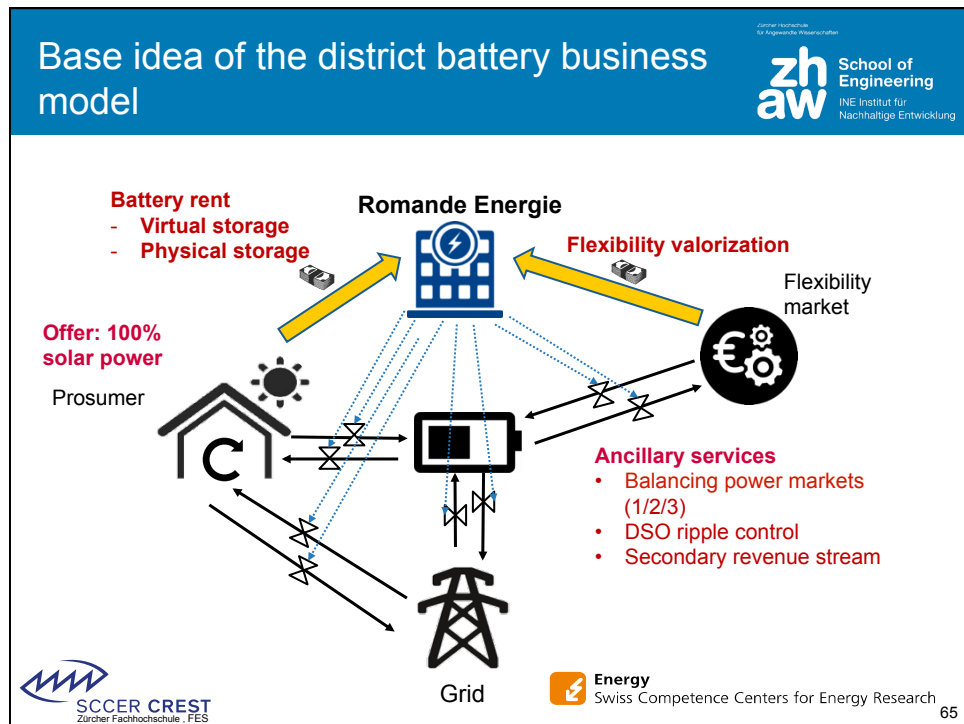 Base idea of the district battery business
model
Zürcher Hochschule
für Angewandte Wissenschaften
zh
aw
School of
Engineering
INE Institut für
Nachhaltige Entwicklung
Battery rent
- Virtual storage
- Physical storage
Romande Energie
Flexibility valorization
Flexibility
market
Offer: 100%
solar power
Prosumer
€
Ancillary services
• Balancing power markets
(1/2/3)
• DSO ripple control
• Secondary revenue stream
Grid
SCCER CREST
Zürcher Fachhochschule , FES
Energy
Swiss Competence Centers for Energy Research
65